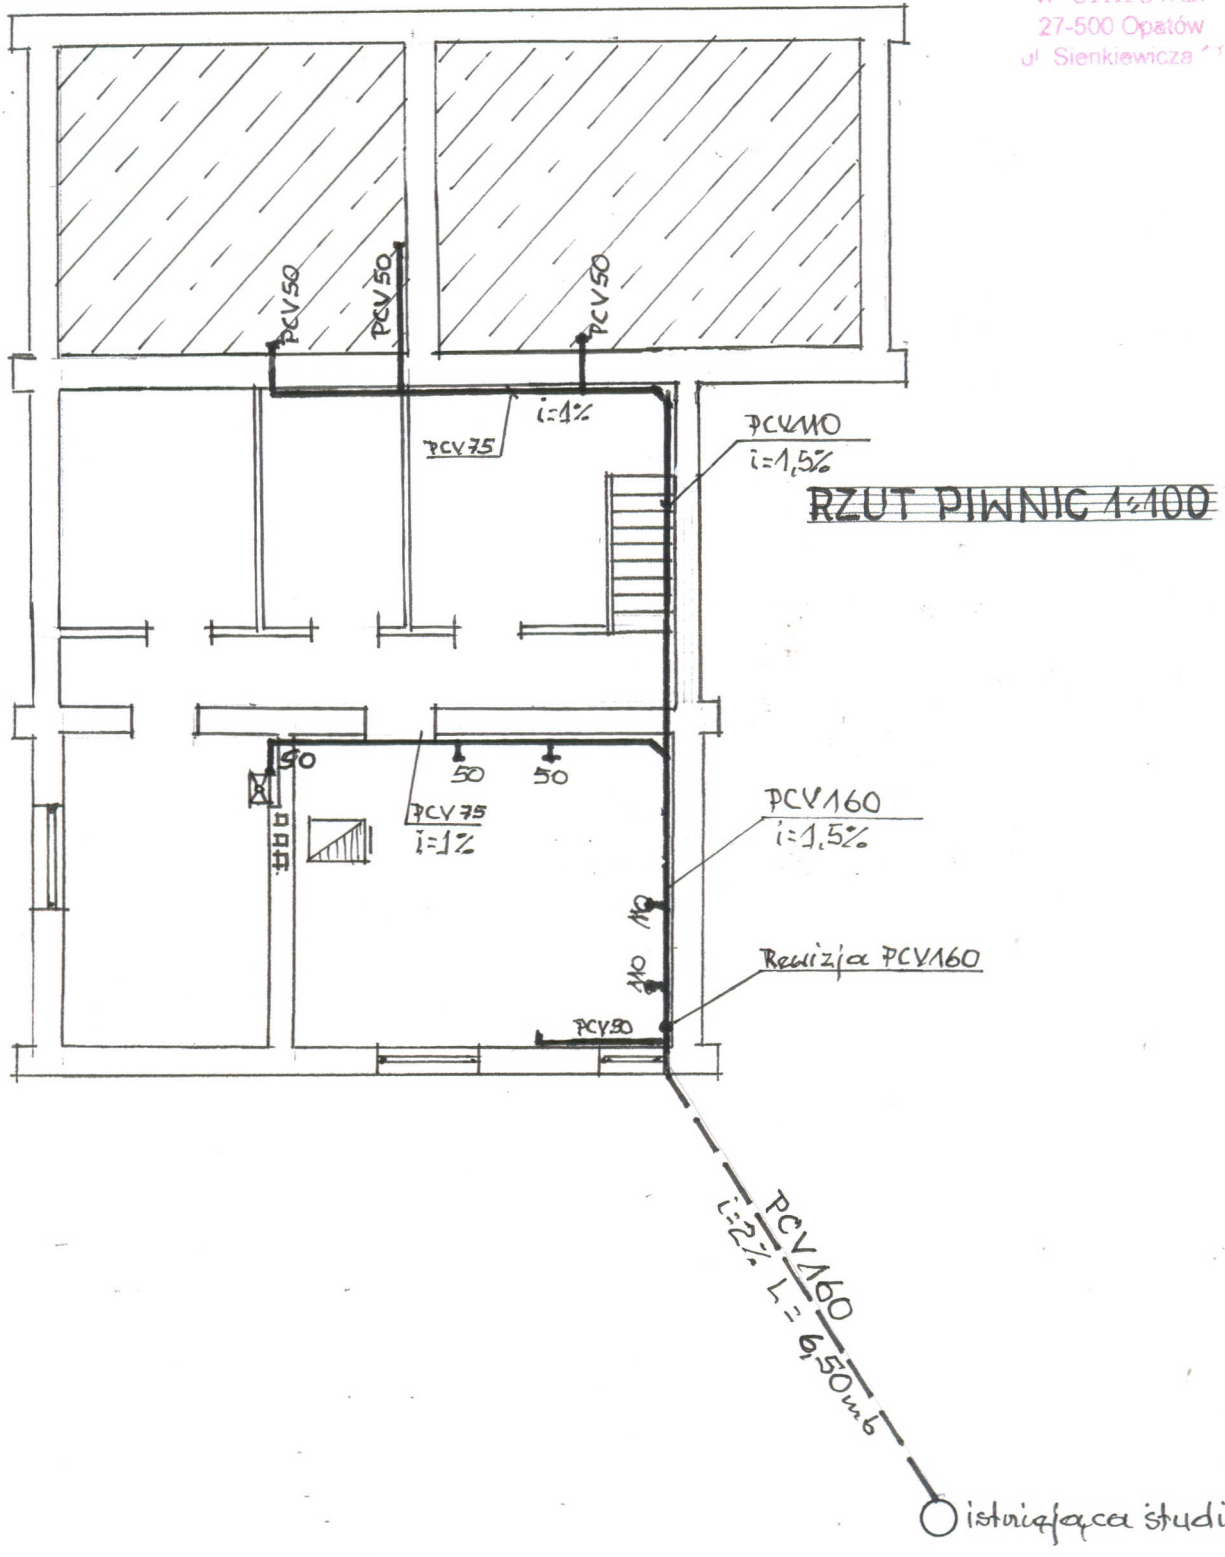 27-500 Opatów
ul Sienkiewicza
PCV50
PCV50
PCV50
i=1%
PCV75
PCV110
i=1,5%
RZUT PIWNIC 1:100
50
50
50
PCV75
i=1%
PCV160
i=1,5%
110
110
Rewizja PCV160
PCV50
PCV160
i=2% L = 6,50mb
istniejąca studi